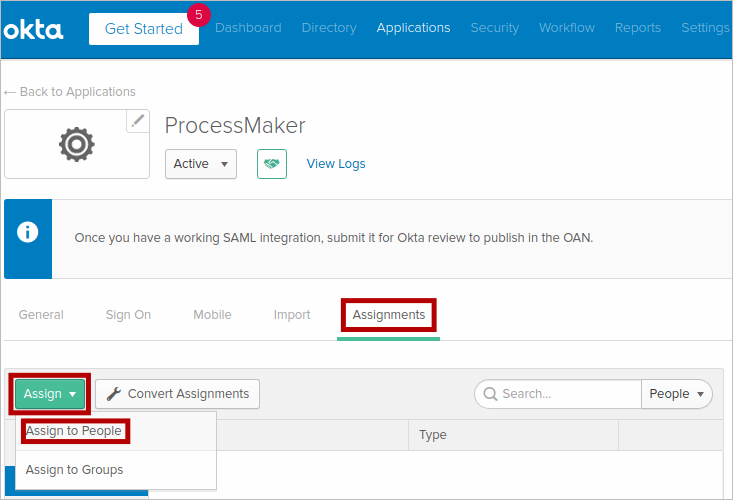 okta Get Started 5 Dashboard Directory Applications Security Workflow Reports Settings
← Back to Applications
ProcessMaker
Active View Logs
Once you have a working SAML integration, submit it for Okta review to publish in the OAN.
General Sign On Mobile Import Assignments
Assign Convert Assignments Search... People
Assign to People Type
Assign to Groups